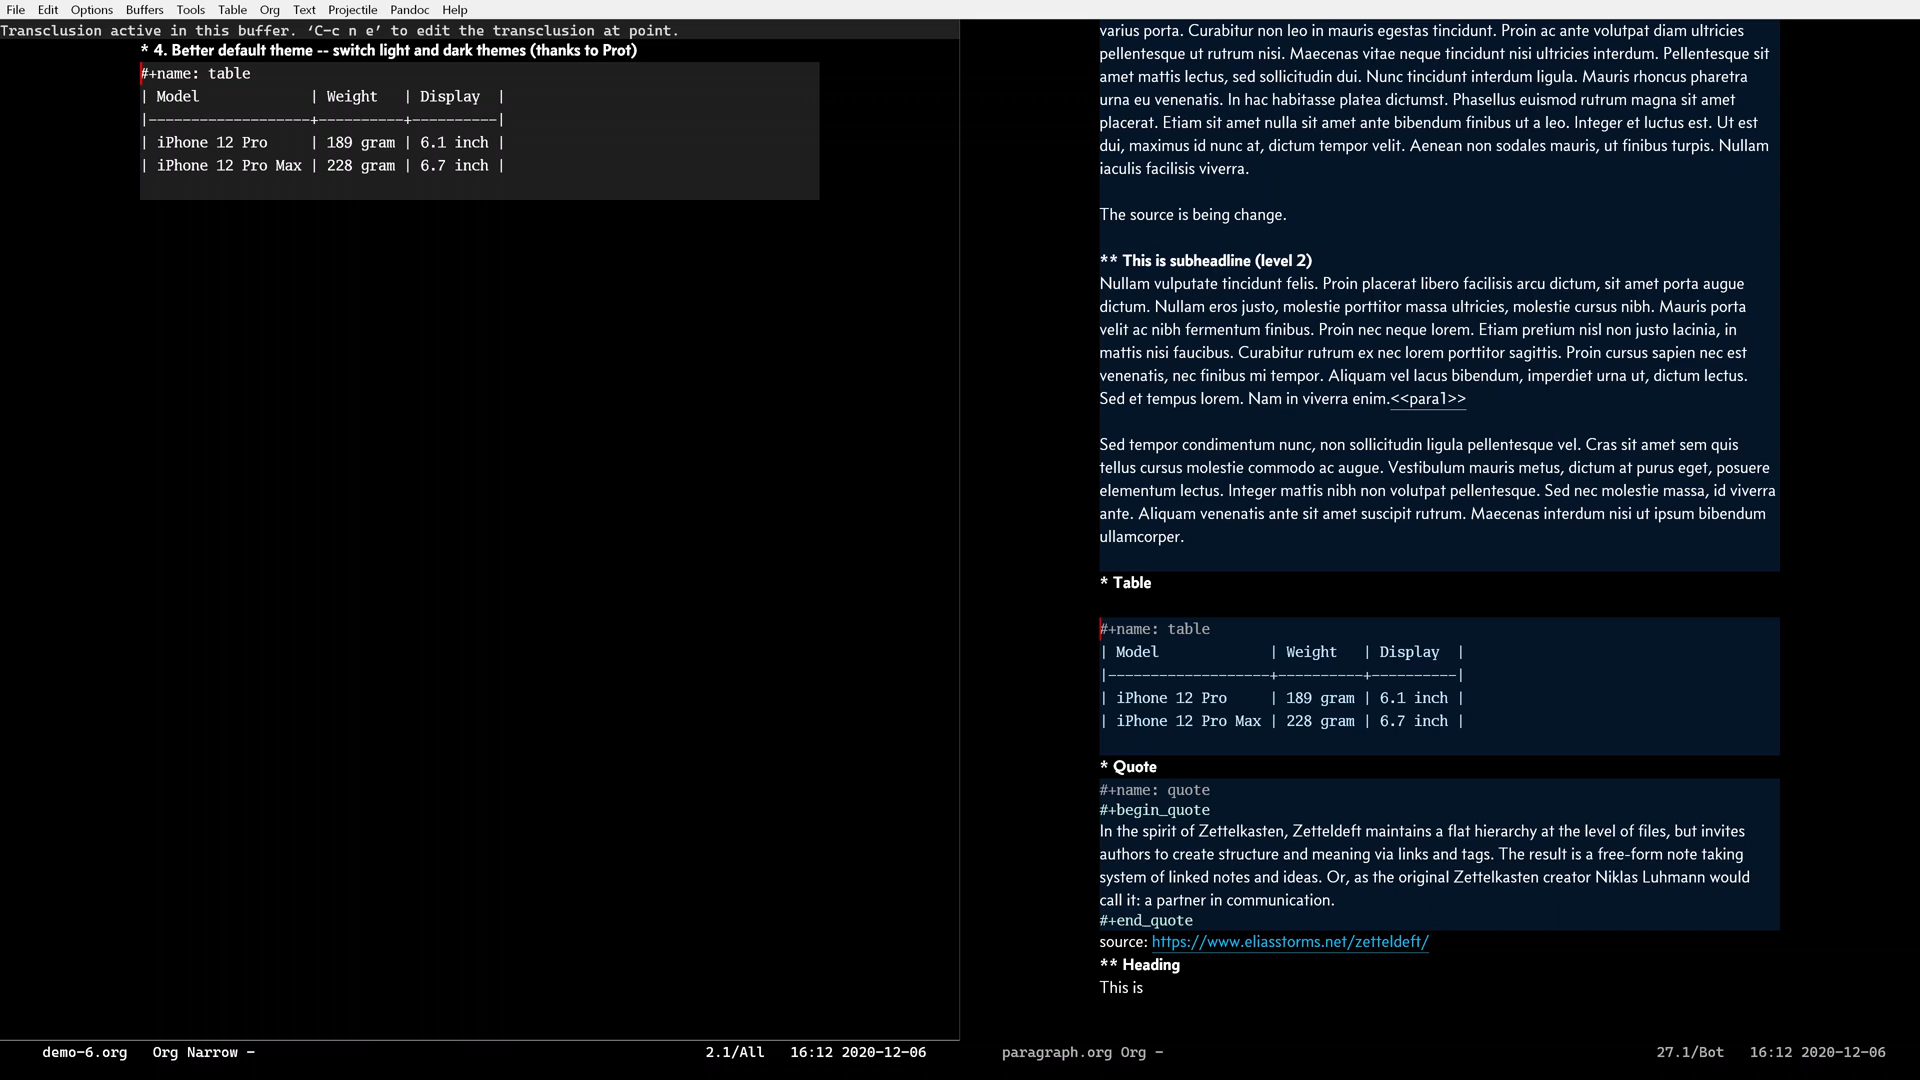 File Edit Options Buffers Tools Table Org Text Projectile Pandoc Help
Transclusion active in this buffer. ‘C-c n e’ to edit the transclusion at point.
* 4. Better default theme -- switch light and dark themes (thanks to Prot)
#+name: table
| Model             | Weight   | Display  |
|-------------------+----------+----------|
| iPhone 12 Pro     | 189 gram | 6.1 inch |
| iPhone 12 Pro Max | 228 gram | 6.7 inch |
demo-6.org Org Narrow - 2.1/All 16:12 2020-12-06
varius porta. Curabitur non leo in mauris egestas tincidunt. Proin ac ante volutpat diam ultricies
pellentesque ut rutrum nisi. Maecenas vitae neque tincidunt nisi ultricies interdum. Pellentesque sit
amet mattis lectus, sed sollicitudin dui. Nunc tincidunt interdum ligula. Mauris rhoncus pharetra
urna eu venenatis. In hac habitasse platea dictumst. Phasellus euismod rutrum magna sit amet
placerat. Etiam sit amet nulla sit amet ante bibendum finibus ut a leo. Integer et luctus est. Ut est
dui, maximus id nunc at, dictum tempor velit. Aenean non sodales mauris, ut finibus turpis. Nullam
iaculis facilisis viverra.
The source is being change.
** This is subheadline (level 2)
Nullam vulputate tincidunt felis. Proin placerat libero facilisis arcu dictum, sit amet porta augue
dictum. Nullam eros justo, molestie porttitor massa ultricies, molestie cursus nibh. Mauris porta
velit ac nibh fermentum finibus. Proin nec neque lorem. Etiam pretium nisl non justo lacinia, in
mattis nisi faucibus. Curabitur rutrum ex nec lorem porttitor sagittis. Proin cursus sapien nec est
venenatis, nec finibus mi tempor. Aliquam vel lacus bibendum, imperdiet urna ut, dictum lectus.
Sed et tempus lorem. Nam in viverra enim.<<para1>>
Sed tempor condimentum nunc, non sollicitudin ligula pellentesque vel. Cras sit amet sem quis
tellus cursus molestie commodo ac augue. Vestibulum mauris metus, dictum at purus eget, posuere
elementum lectus. Integer mattis nibh non volutpat pellentesque. Sed nec molestie massa, id viverra
ante. Aliquam venenatis ante sit amet suscipit rutrum. Maecenas interdum nisi ut ipsum bibendum
ullamcorper.
* Table
#+name: table
| Model             | Weight   | Display  |
|-------------------+----------+----------|
| iPhone 12 Pro     | 189 gram | 6.1 inch |
| iPhone 12 Pro Max | 228 gram | 6.7 inch |
* Quote
#+name: quote
#+begin_quote
In the spirit of Zettelkasten, Zetteldeft maintains a flat hierarchy at the level of files, but invites
authors to create structure and meaning via links and tags. The result is a free-form note taking
system of linked notes and ideas. Or, as the original Zettelkasten creator Niklas Luhmann would
call it: a partner in communication.
#+end_quote
source: https://www.eliasstorms.net/zetteldeft/
** Heading
This is
paragraph.org Org - 27.1/Bot 16:12 2020-12-06